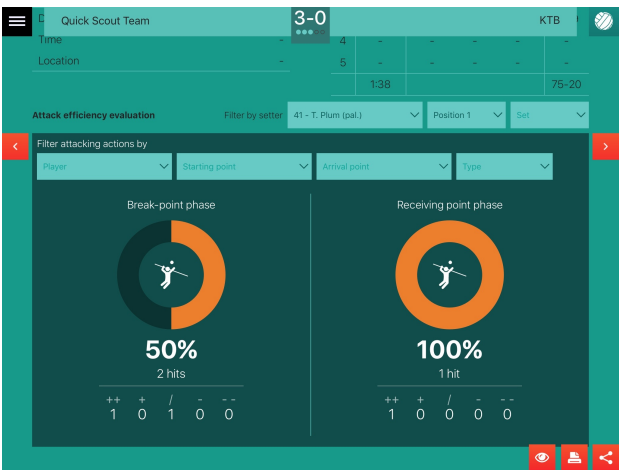 Quick Scout Team 3-0 KTB
Time - 4 - - - - -
Location - 5 - - - - -
1:38 75-20
Attack efficiency evaluation Filter by setter 41 - T. Plum (pal.) Position 1 Set
Filter attacking actions by
Player Starting point Arrival point Type
Break-point phase Receiving point phase
50% 100%
2 hits 1 hit
++ + / - -- ++ + / - --
1 0 1 0 0 1 0 0 0 0